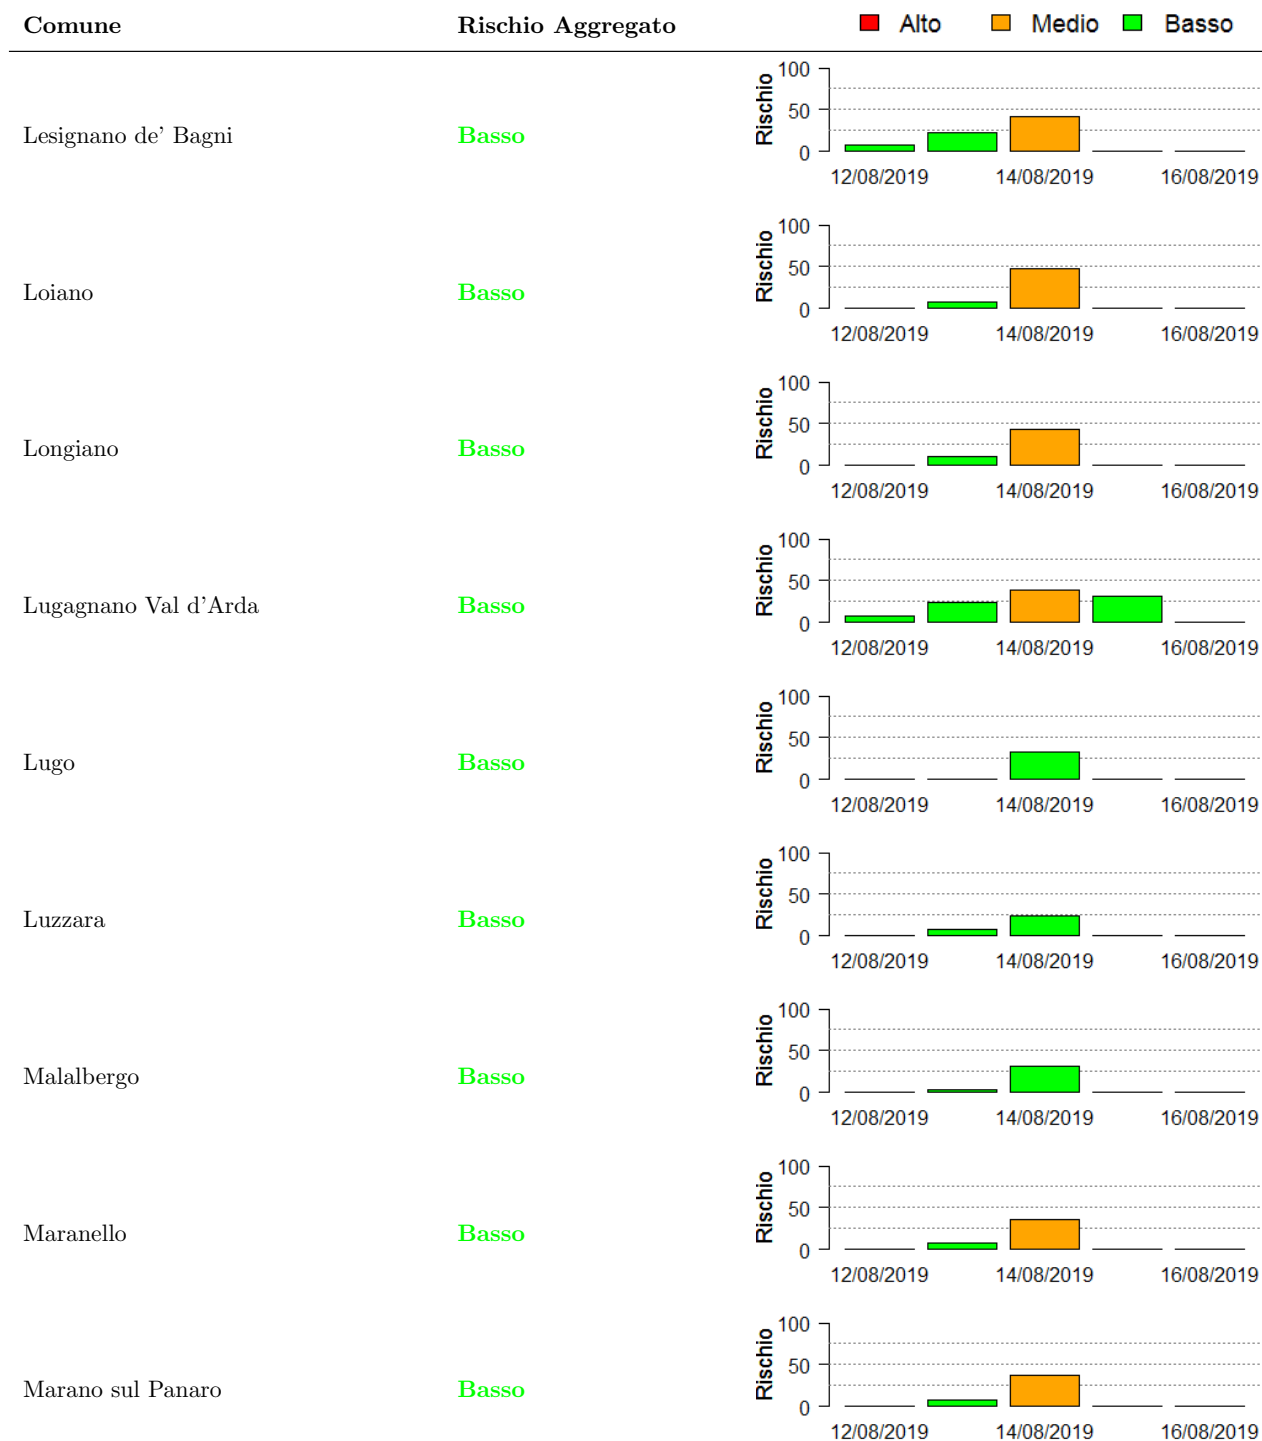 Comune Rischio Aggregato Alto Medio Basso
Lesignano de' Bagni Basso Rischio 100 50 0
12/08/2019 14/08/2019 16/08/2019
Loiano Basso Rischio 100 50 0
12/08/2019 14/08/2019 16/08/2019
Longiano Basso Rischio 100 50 0
12/08/2019 14/08/2019 16/08/2019
Lugagnano Val d'Arda Basso Rischio 100 50 0
12/08/2019 14/08/2019 16/08/2019
Lugo Basso Rischio 100 50 0
12/08/2019 14/08/2019 16/08/2019
Luzzara Basso Rischio 100 50 0
12/08/2019 14/08/2019 16/08/2019
Malalbergo Basso Rischio 100 50 0
12/08/2019 14/08/2019 16/08/2019
Maranello Basso Rischio 100 50 0
12/08/2019 14/08/2019 16/08/2019
Marano sul Panaro Basso Rischio 100 50 0
12/08/2019 14/08/2019 16/08/2019